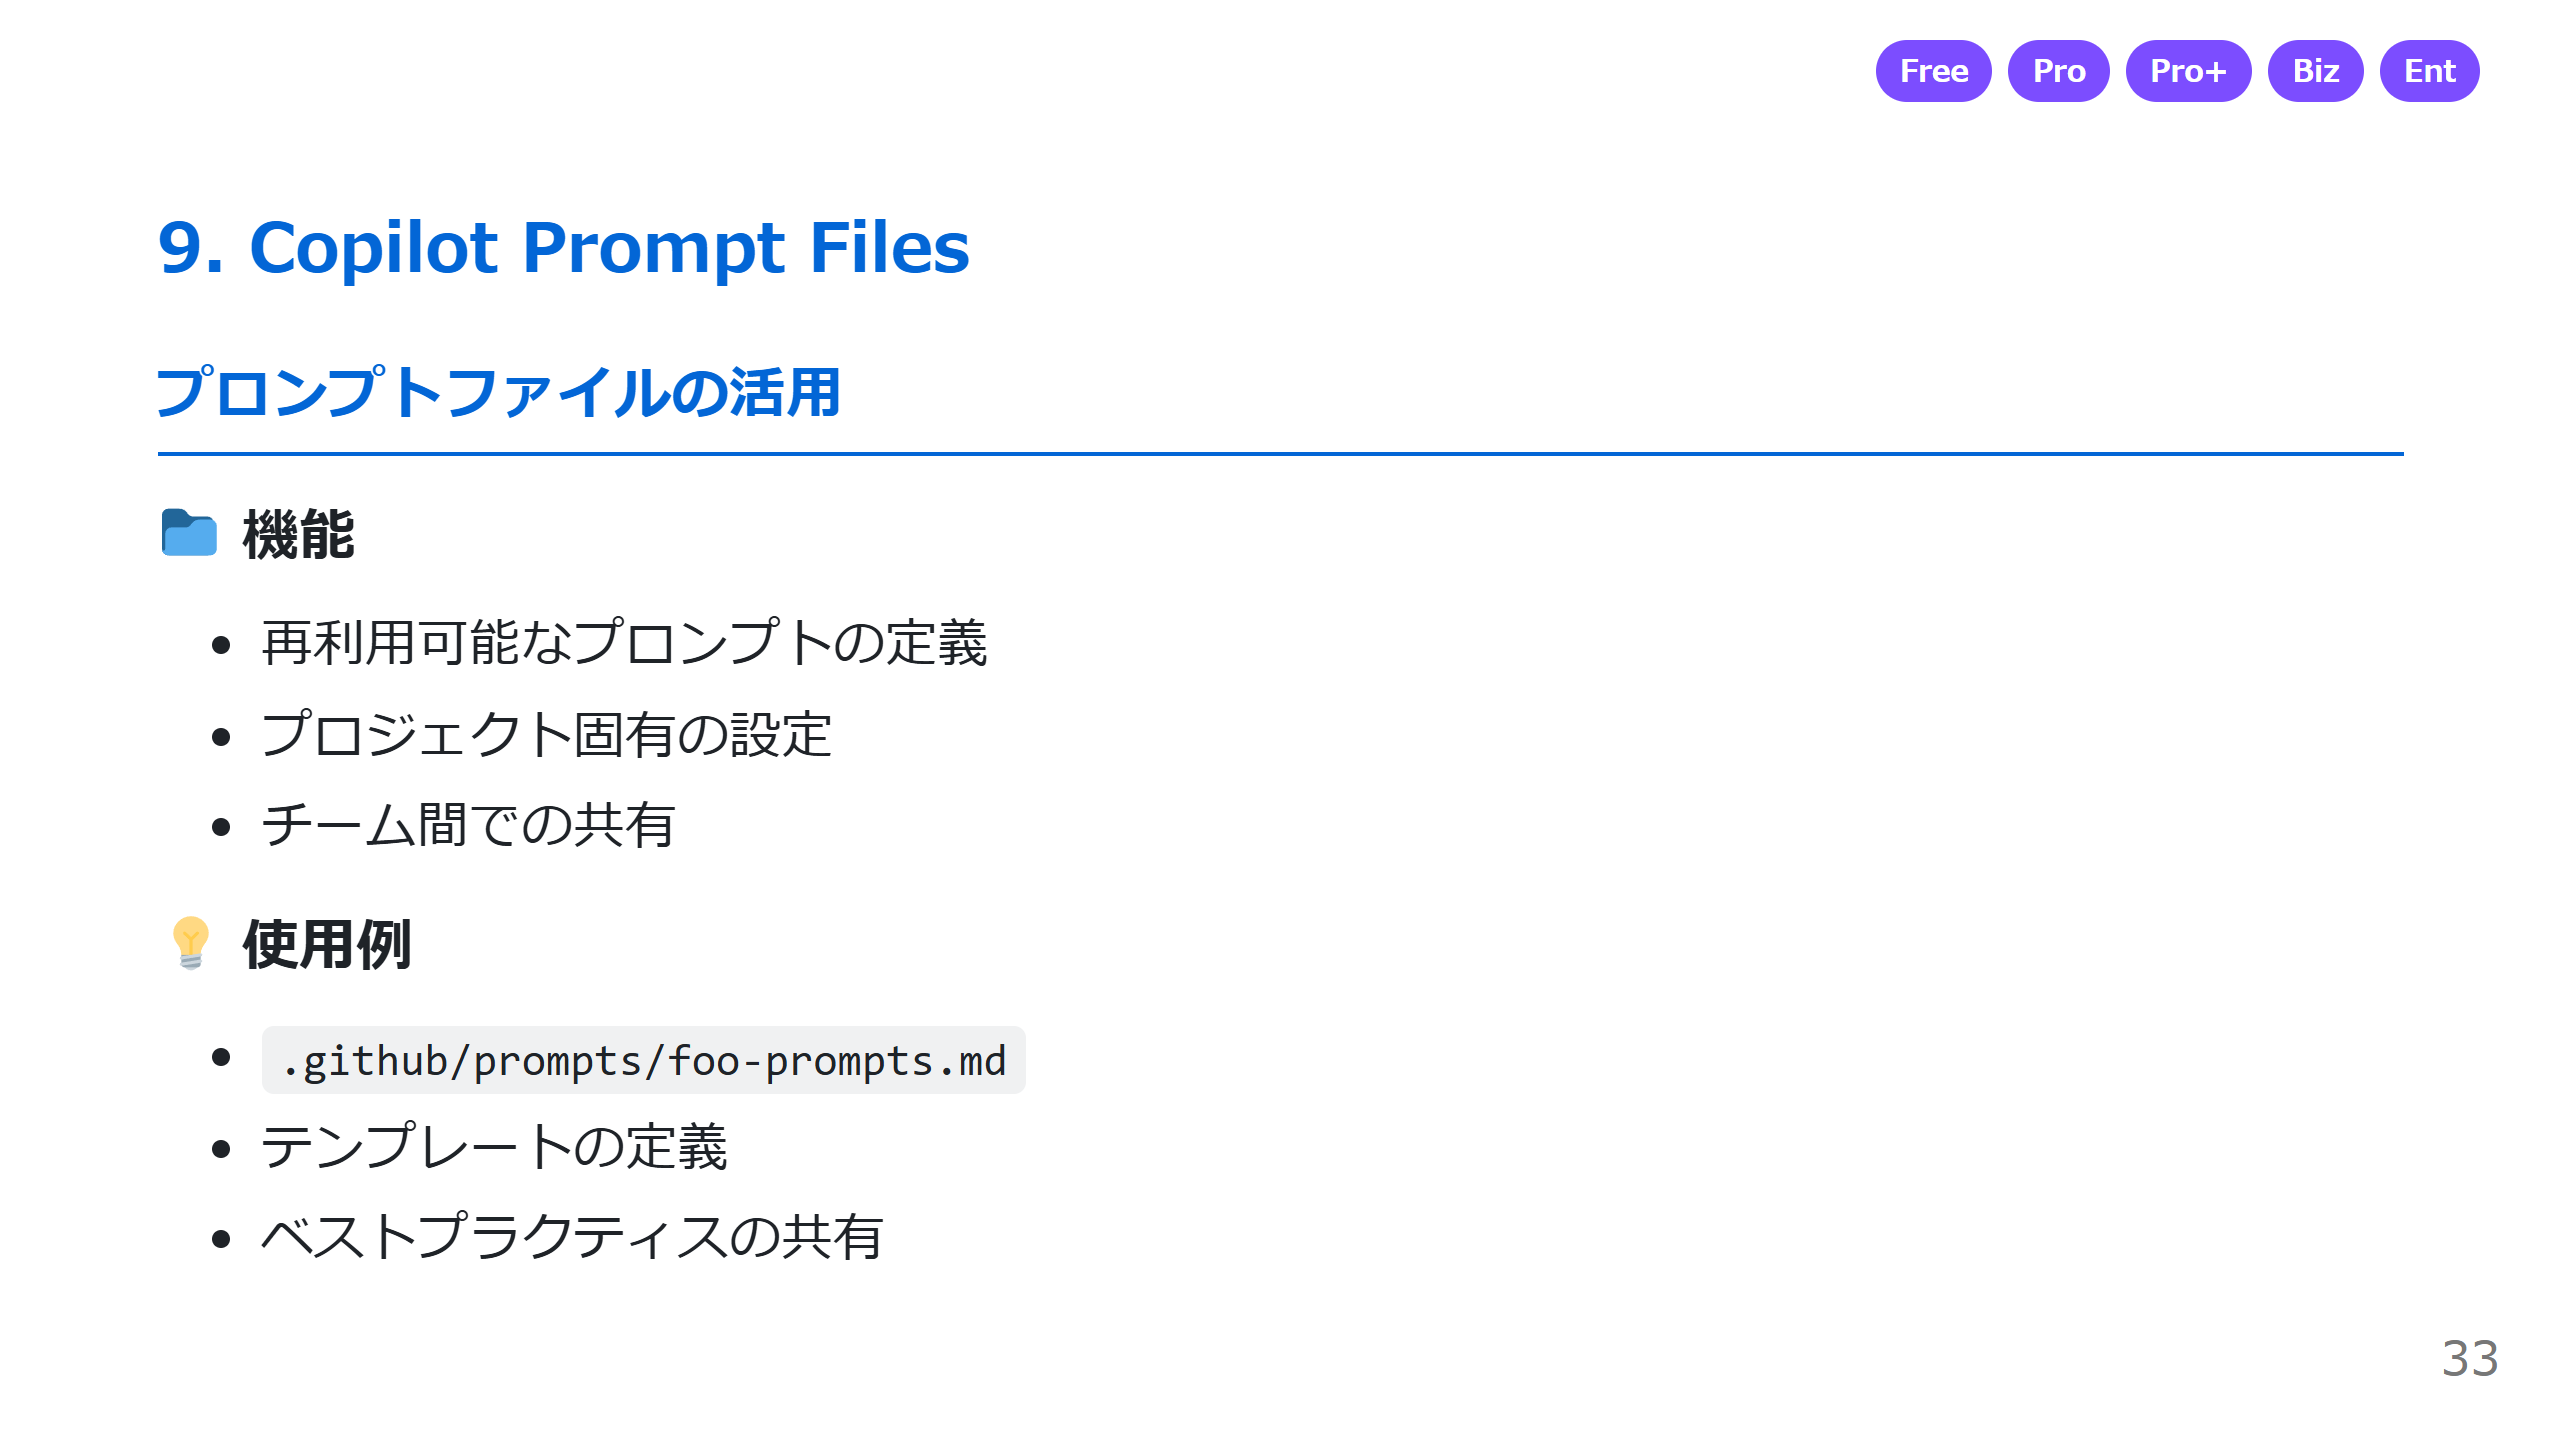 Free Pro Pro+ Biz Ent
9. Copilot Prompt Files
プロンプトファイルの活用
機能
再利用可能なプロンプトの定義
プロジェクト固有の設定
チーム間での共有
使用例
.github/prompts/foo-prompts.md
テンプレートの定義
ベストプラクティスの共有
33